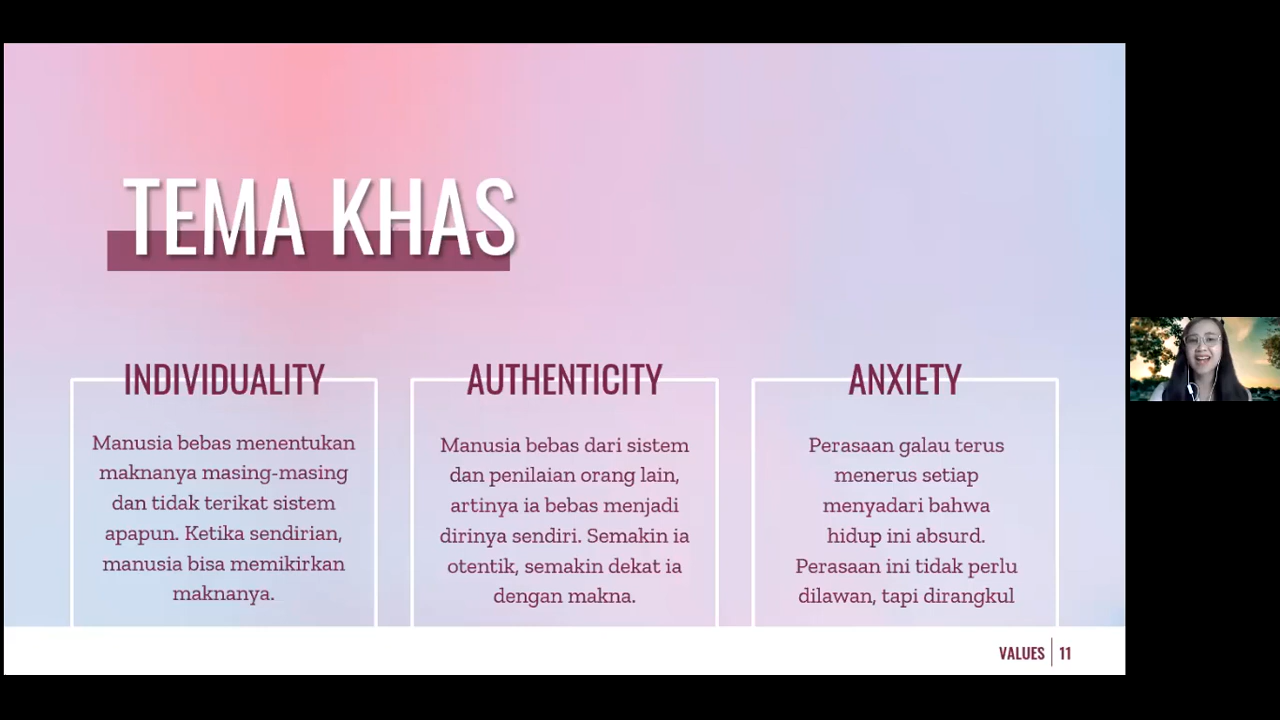 TEMA KHAS
INDIVIDUALITY
Manusia bebas menentukan
maknanya masing-masing
dan tidak terikat sistem
apapun. Ketika sendirian,
manusia bisa memikirkan
maknanya.
AUTHENTICITY
Manusia bebas dari sistem
dan penilaian orang lain,
artinya ia bebas menjadi
dirinya sendiri. Semakin ia
otentik, semakin dekat ia
dengan makna.
ANXIETY
Perasaan galau terus
menerus setiap
menyadari bahwa
hidup ini absurd.
Perasaan ini tidak perlu
dilawan, tapi dirangkul
VALUES 11